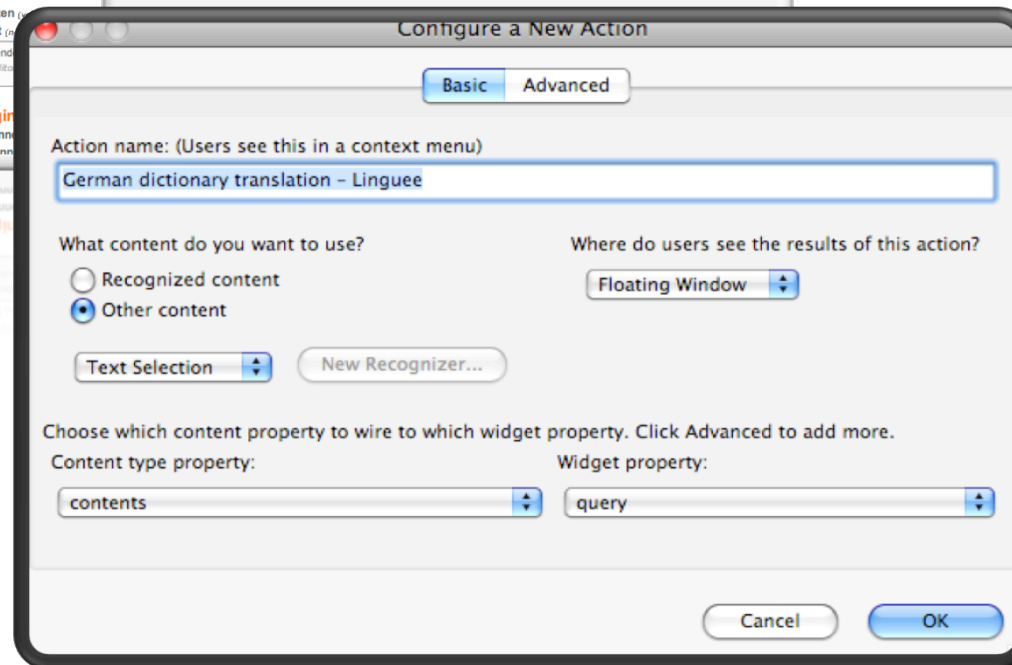 Configure a New Action
Basic Advanced
Action name: (Users see this in a context menu)
German dictionary translation – Linguee
What content do you want to use?
Where do users see the results of this action?
Recognized content
Floating Window
Other content
Text Selection
New Recognizer...
Choose which content property to wire to which widget property. Click Advanced to add more.
Content type property:
Widget property:
contents
query
Cancel
OK